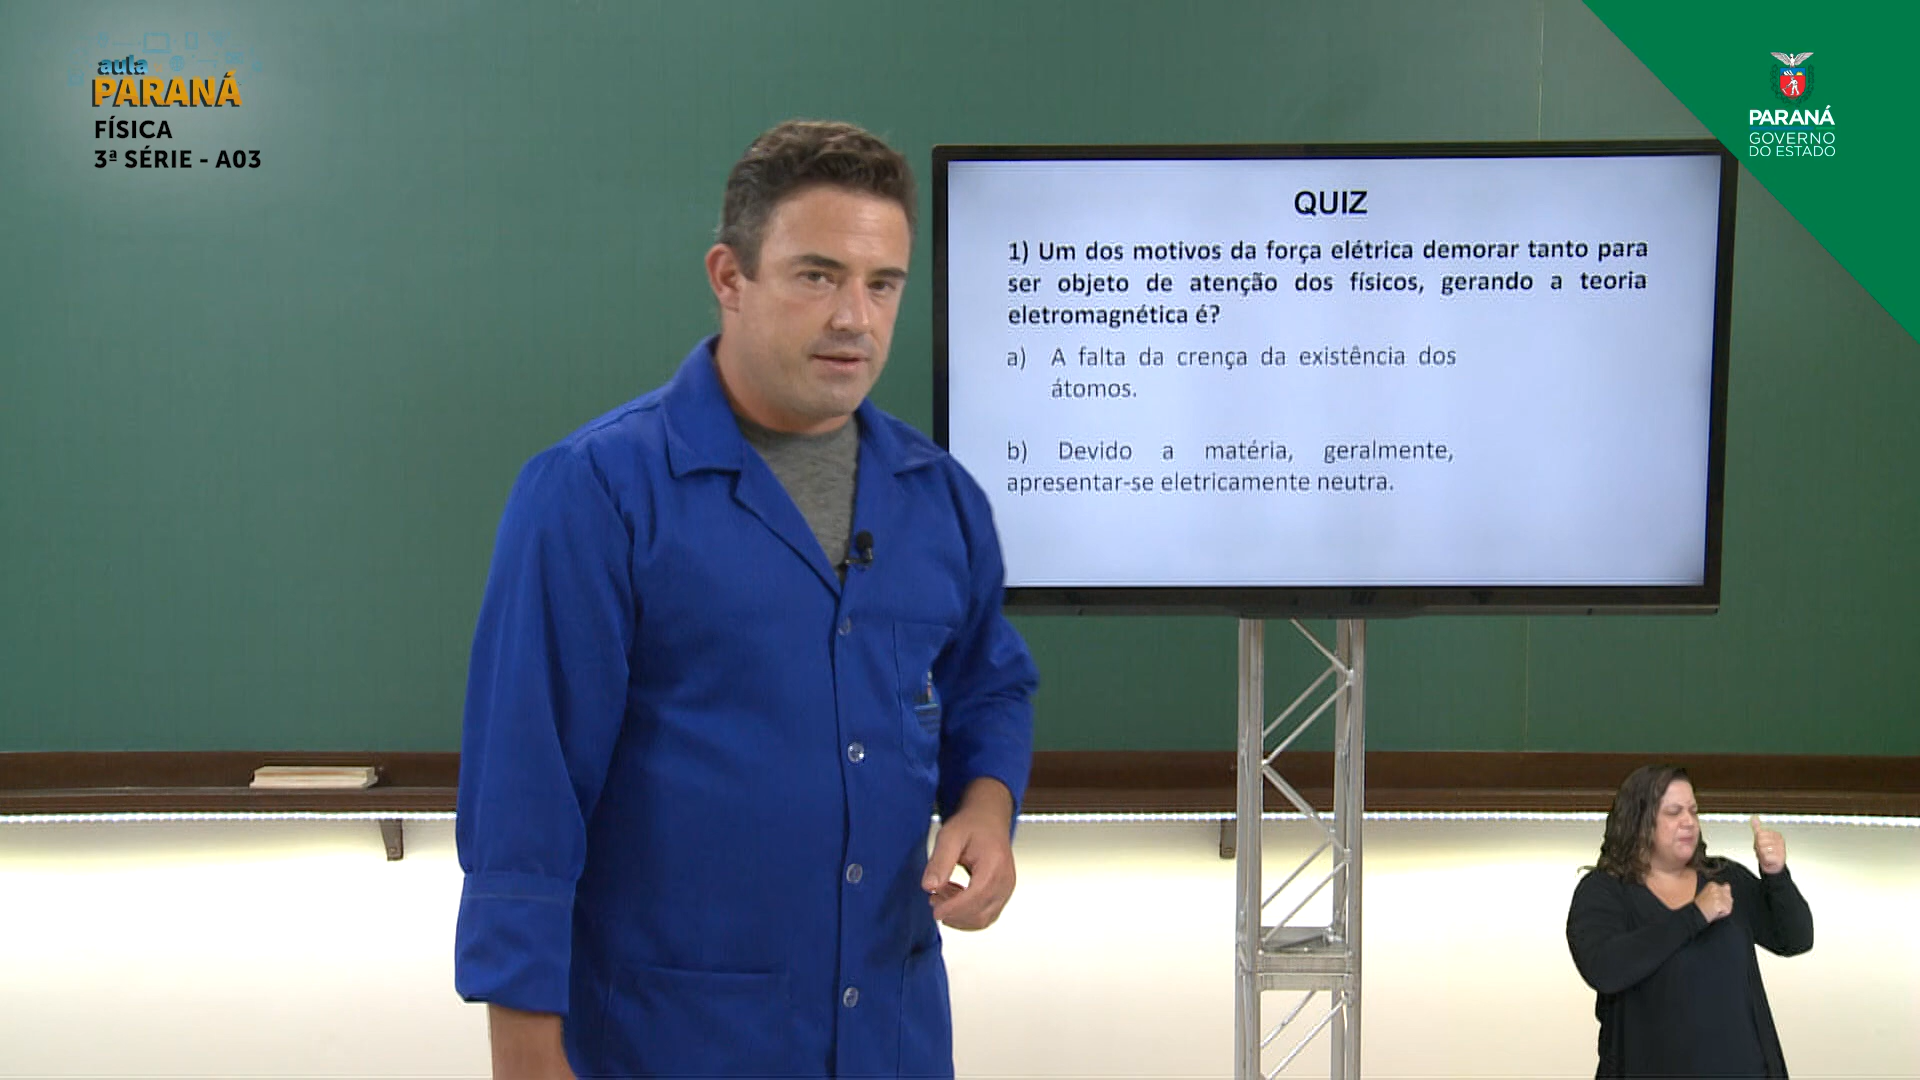 aula
PARANÁ
FÍSICA
3ª SÉRIE - A03
PARANÁ
GOVERNO
DO ESTADO
QUIZ
1) Um dos motivos da força elétrica demorar tanto para
ser objeto de atenção dos físicos, gerando a teoria
eletromagnética é?
a) A falta da crença da existência dos
átomos.
b) Devido a matéria, geralmente,
apresentar-se eletricamente neutra.